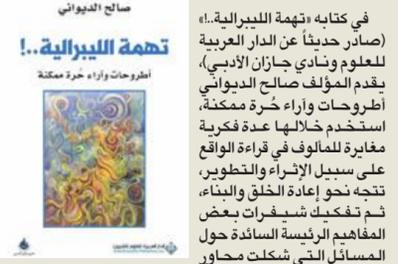 صالح الديواني
تهمة الليبرالية..!
أطروحات وآراء حُرة ممكنة
في كتابه «تهمة الليبرالية..!»
(صادر حديثاً عن الدار العربية
للعلوم ونادي جازان الأدبي)،
يقدم المؤلف صالح الديواني
أطروحات وآراء حُرة ممكنة،
استخدم خلالها عدة فكرية
مغايرة للمألوف في قراءة الواقع
على سبيل الإثراء والتطوير،
تتجه نحو إعادة الخلق والبناء،
ثم تفكيك شيفرات بعض
المفاهيم الرئيسة السائدة حول
المسائل التي شكلت محاور